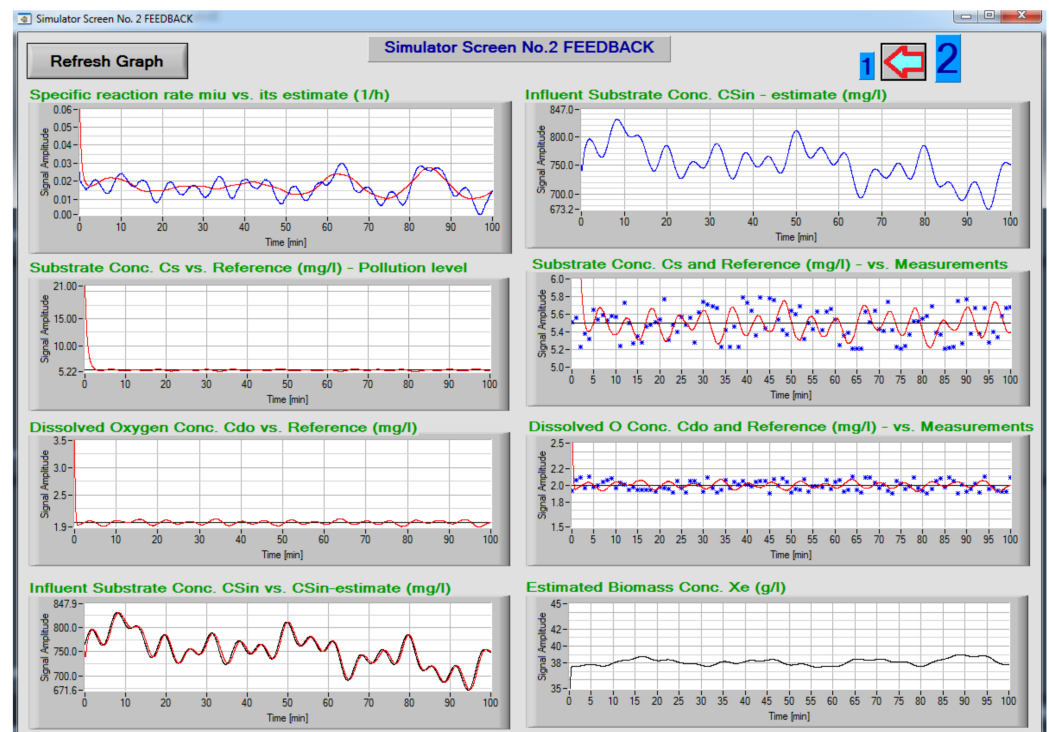 Simulator Screen No. 2 FEEDBACK
Refresh Graph
Simulator Screen No.2 FEEDBACK
1
2
Specific reaction rate miu vs. its estimate (1/h)
Signal Amplitude
0.06
0.05
0.04
0.03
0.02
0.01
0.00
0 10 20 30 40 50 60 70 80 90 100
Time [min]
Influent Substrate Conc. CSin - estimate (mg/l)
Signal Amplitude
847.0
800.0
750.0
700.0
673.2
0 10 20 30 40 50 60 70 80 90 100
Time [min]
Substrate Conc. Cs vs. Reference (mg/l) - Pollution level
Signal Amplitude
21.00
15.00
10.00
5.22
0 10 20 30 40 50 60 70 80 90 100
Time [min]
Substrate Conc. Cs and Reference (mg/l) - vs. Measurements
Signal Amplitude
6.0
5.8
5.6
5.4
5.2
5.0
0 5 10 15 20 25 30 35 40 45 50 55 60 65 70 75 80 85 90 95 100
Time [min]
Dissolved Oxygen Conc. Cdo vs. Reference (mg/l)
Signal Amplitude
3.5
3.0
2.5
1.9
0 10 20 30 40 50 60 70 80 90 100
Time [min]
Dissolved O Conc. Cdo and Reference (mg/l) - vs. Measurements
Signal Amplitude
2.5
2.2
2.0
1.8
1.5
0 5 10 15 20 25 30 35 40 45 50 55 60 65 70 75 80 85 90 95 100
Time [min]
Influent Substrate Conc. CSin vs. CSin-estimate (mg/l)
Signal Amplitude
847.9
800.0
750.0
700.0
671.6
0 10 20 30 40 50 60 70 80 90 100
Time [min]
Estimated Biomass Conc. Xe (g/l)
Signal Amplitude
45
42
40
38
35
0 5 10 15 20 25 30 35 40 45 50 55 60 65 70 75 80 85 90 95 100
Time [min]